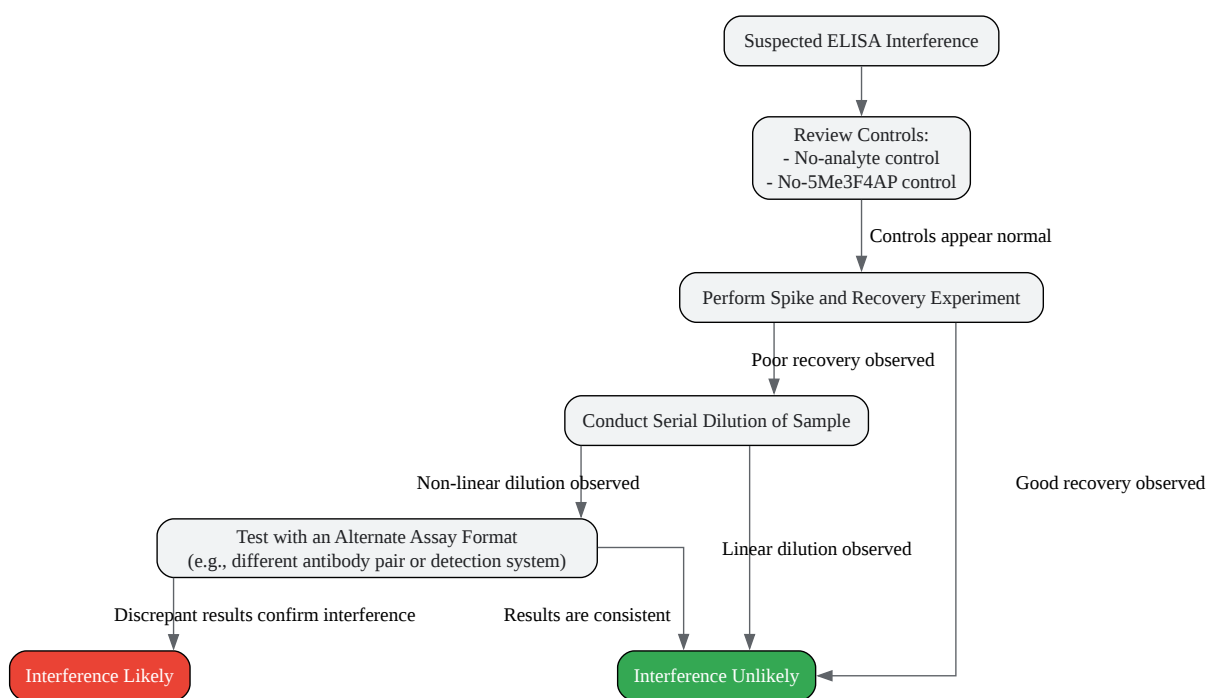 Suspected ELISA Interference
Review Controls:
- No-analyte control
- No-5Me3F4AP control
Controls appear normal
Perform Spike and Recovery Experiment
Poor recovery observed
Conduct Serial Dilution of Sample
Non-linear dilution observed
Good recovery observed
Test with an Alternate Assay Format
(e.g., different antibody pair or detection system)
Linear dilution observed
Discrepant results confirm interference
Results are consistent
Interference Likely
Interference Unlikely